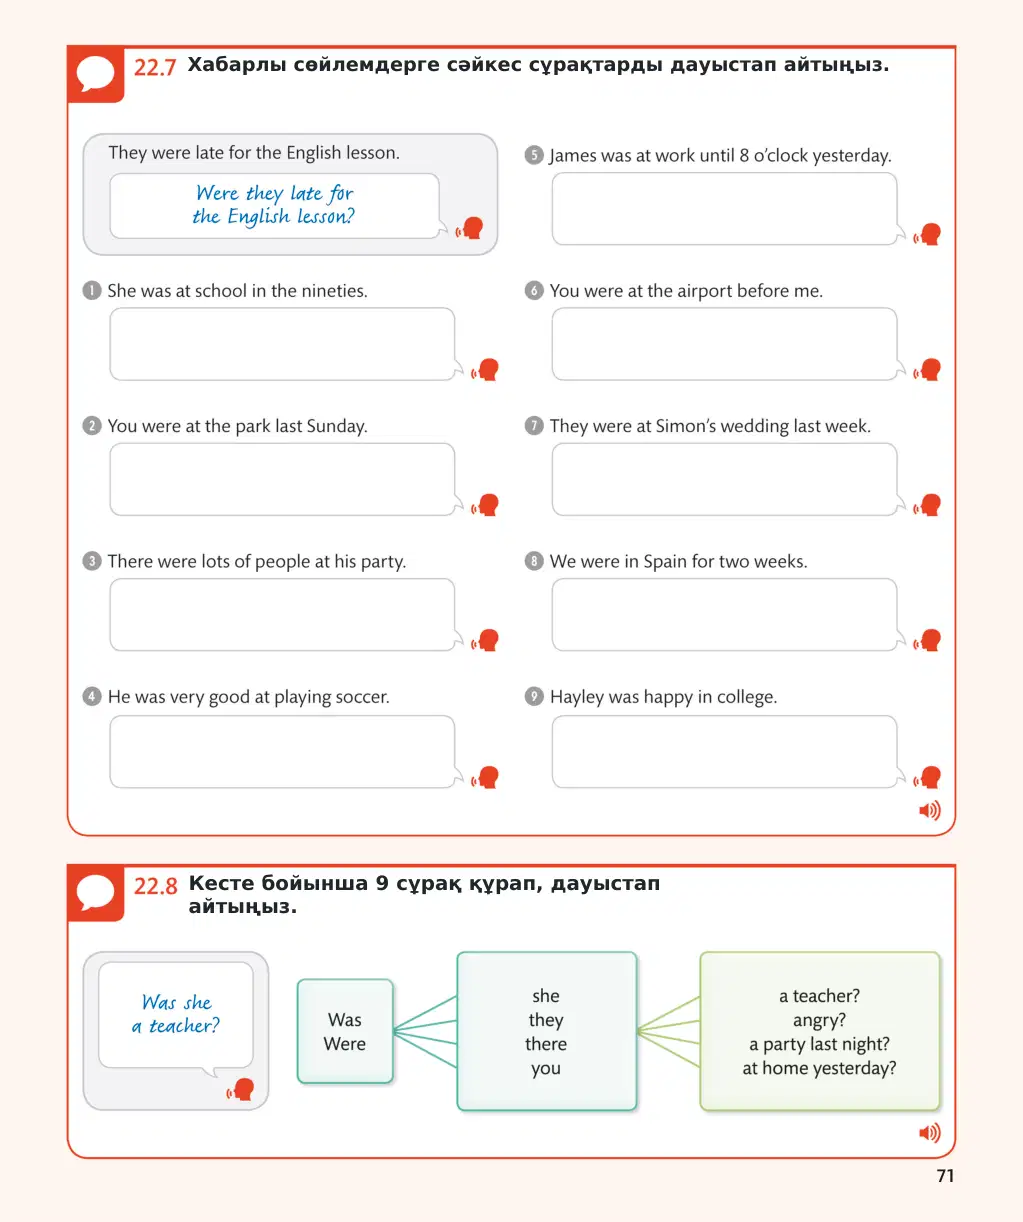 22.7 Хабарлы сөйлемдерге сәйкес сұрақтарды дауыстап айтыңыз.
They were late for the English lesson.
Were they late for
the English lesson?
1 She was at school in the nineties.
2 You were at the park last Sunday.
3 There were lots of people at his party.
4 He was very good at playing soccer.
5 James was at work until 8 o’clock yesterday.
6 You were at the airport before me.
7 They were at Simon’s wedding last week.
8 We were in Spain for two weeks.
9 Hayley was happy in college.
22.8 Кесте бойынша 9 сұрақ құрап, дауыстап
айтыңыз.
Was she
a teacher?
Was
Were
she
they
there
you
a teacher?
angry?
a party last night?
at home yesterday?
71